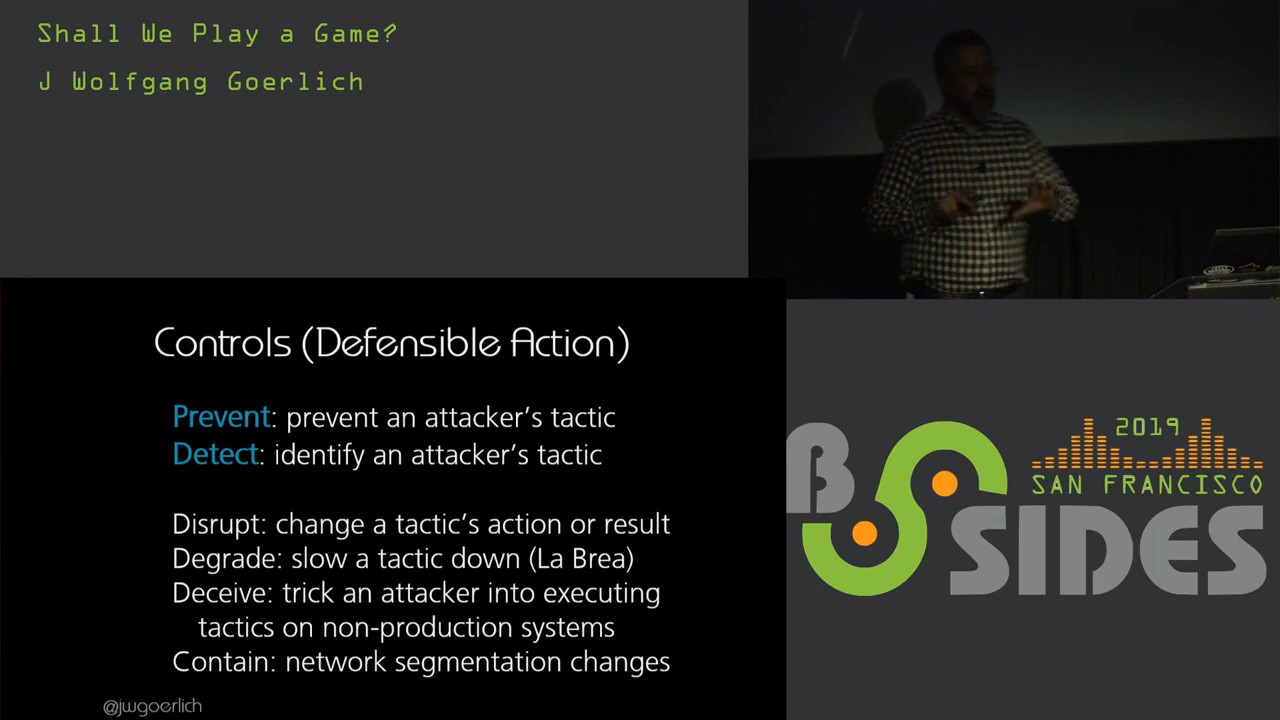 Shall We Play a Game?
J Wolfgang Goerlich
Controls (Defensible Action)
Prevent: prevent an attacker's tactic
Detect: identify an attacker's tactic
Disrupt: change a tactic's action or result
Degrade: slow a tactic down (La Brea)
Deceive: trick an attacker into executing
tactics on non-production systems
Contain: network segmentation changes
@jwgoerlich
2019
SAN FRANCISCO
B SIDES